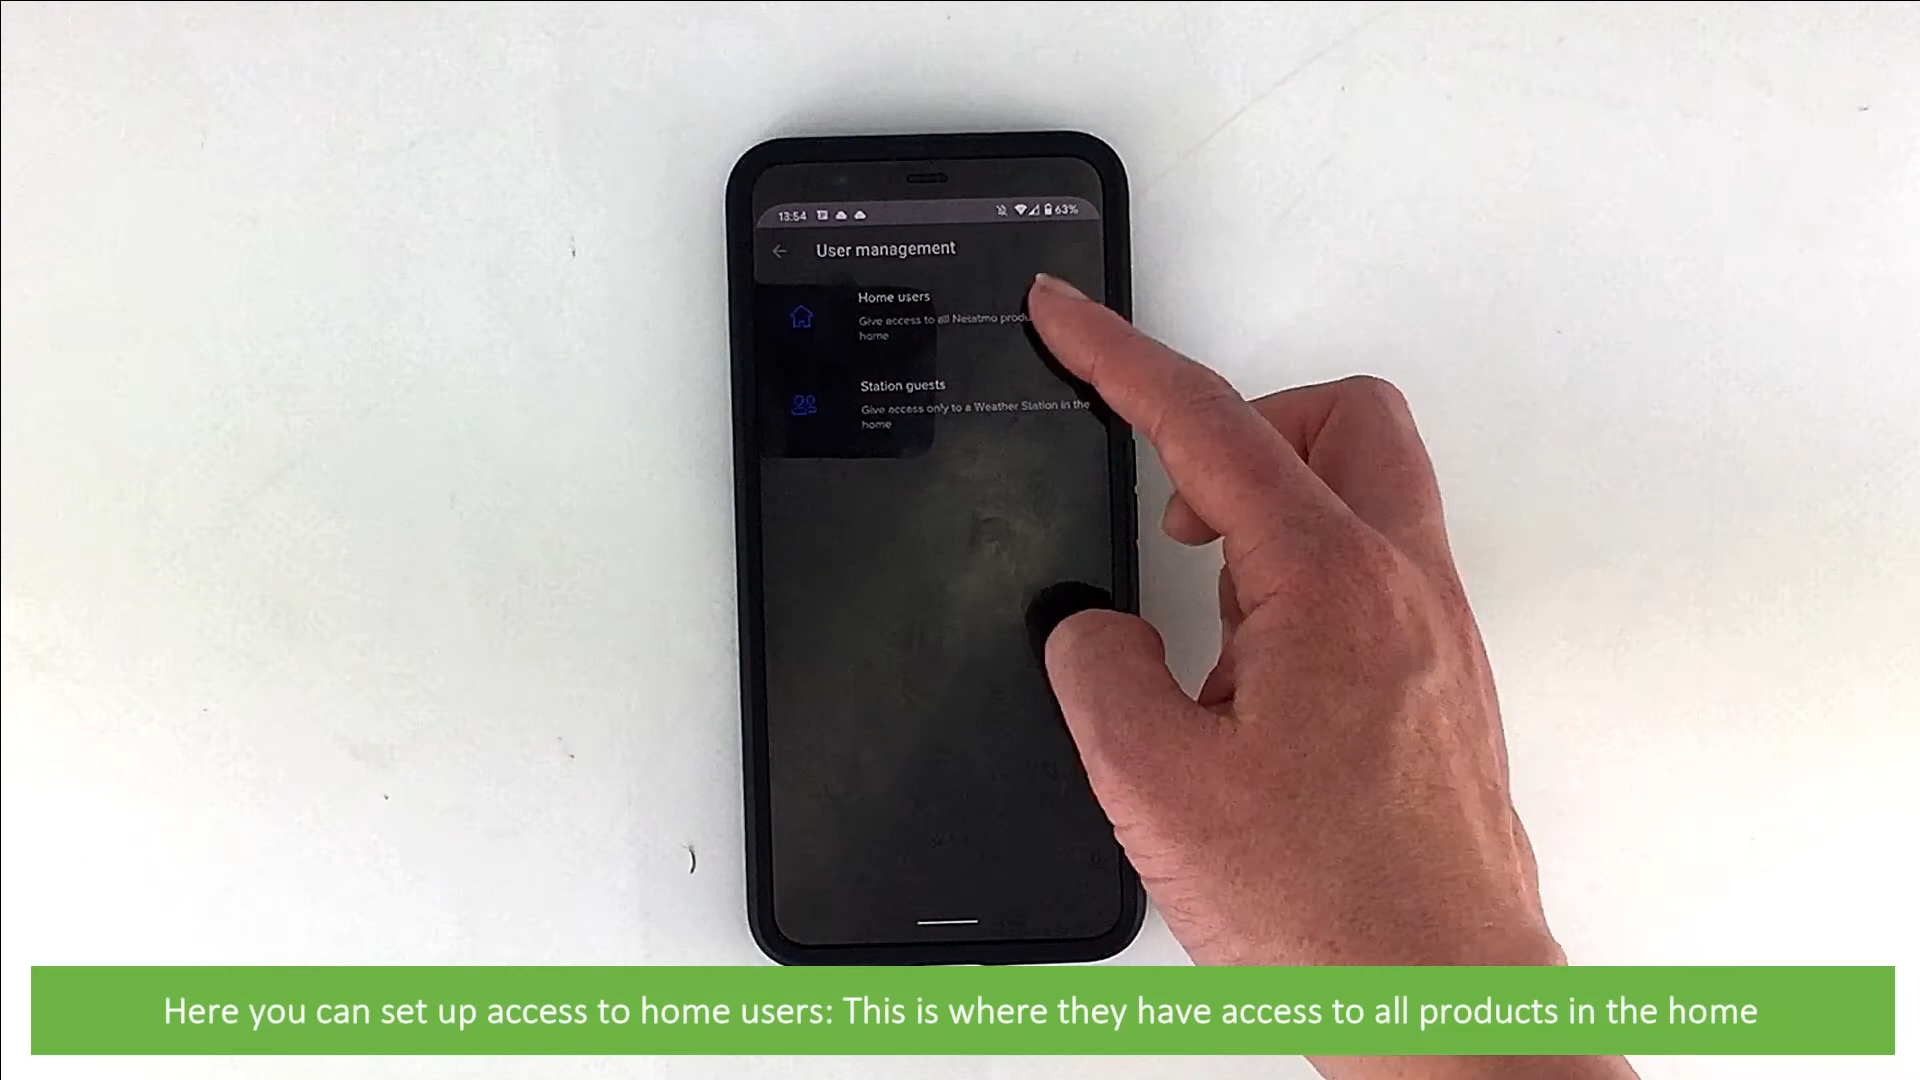 13:54
63%
User management
Home users
Give access to all Netatmo produ
home
Station guests
Give access only to a Weather Station in the
home
Here you can set up access to home users: This is where they have access to all products in the home